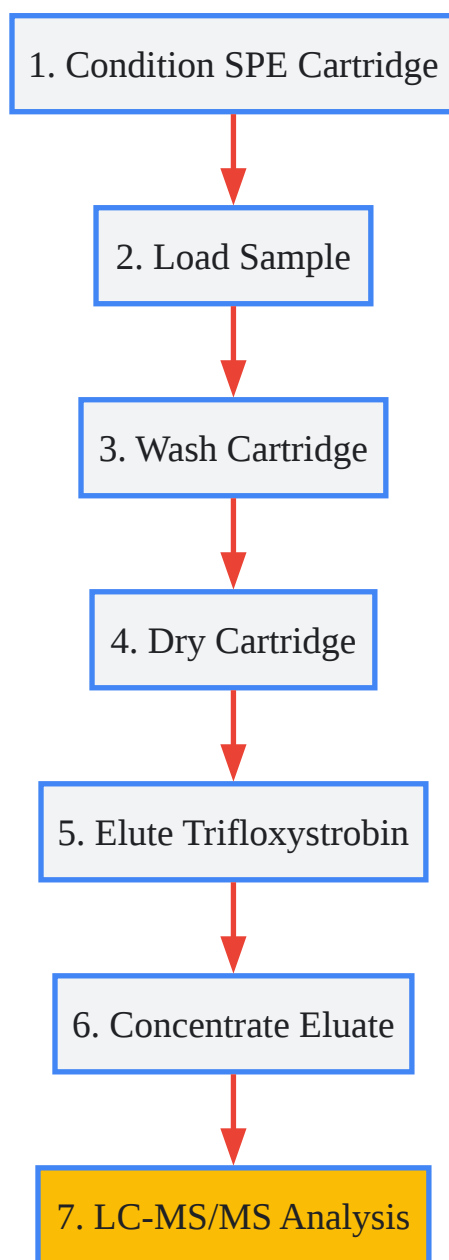 1. Condition SPE Cartridge
2. Load Sample
3. Wash Cartridge
4. Dry Cartridge
5. Elute Trifloxystrobin
6. Concentrate Eluate
7. LC-MS/MS Analysis